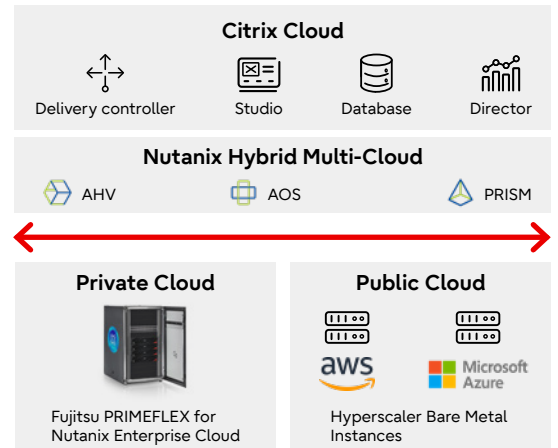 Citrix Cloud
Delivery controller
Studio
Database
Director
Nutanix Hybrid Multi-Cloud
AHV
AOS
PRISM
Private Cloud
Fujitsu PRIMEFLEX for
Nutanix Enterprise Cloud
Public Cloud
aws
Microsoft
Azure
Hyperscaler Bare Metal
Instances